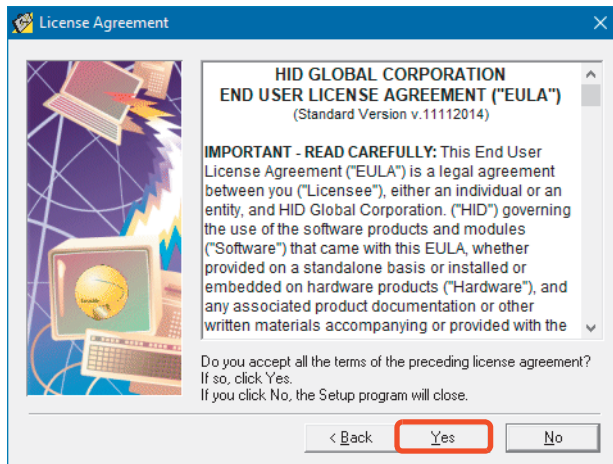 License Agreement
HID GLOBAL CORPORATION
END USER LICENSE AGREEMENT ("EULA")
(Standard Version v.11112014)
IMPORTANT - READ CAREFULLY: This End User
License Agreement ("EULA") is a legal agreement
between you ("Licensee"), either an individual or an
entity, and HID Global Corporation. ("HID") governing
the use of the software products and modules
("Software") that came with this EULA, whether
provided on a standalone basis or installed or
embedded on hardware products ("Hardware"), and
any associated product documentation or other
written materials accompanying or provided with the
Do you accept all the terms of the preceding license agreement?
If so, click Yes.
If you click No, the Setup program will close.
< Back Yes No